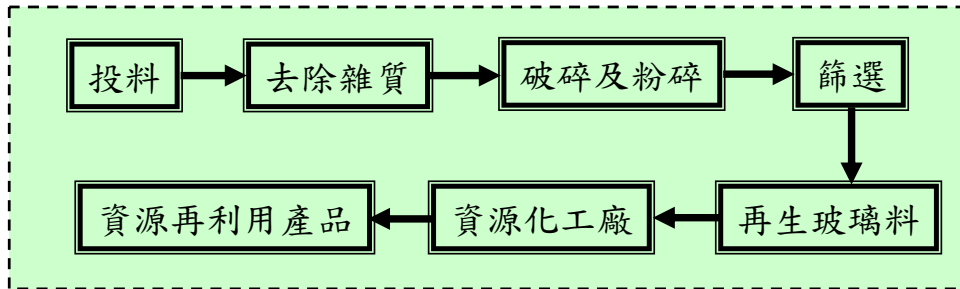 投料
去除雜質
破碎及粉碎
篩選
再生玻璃料
資源化工廠
資源再利用產品